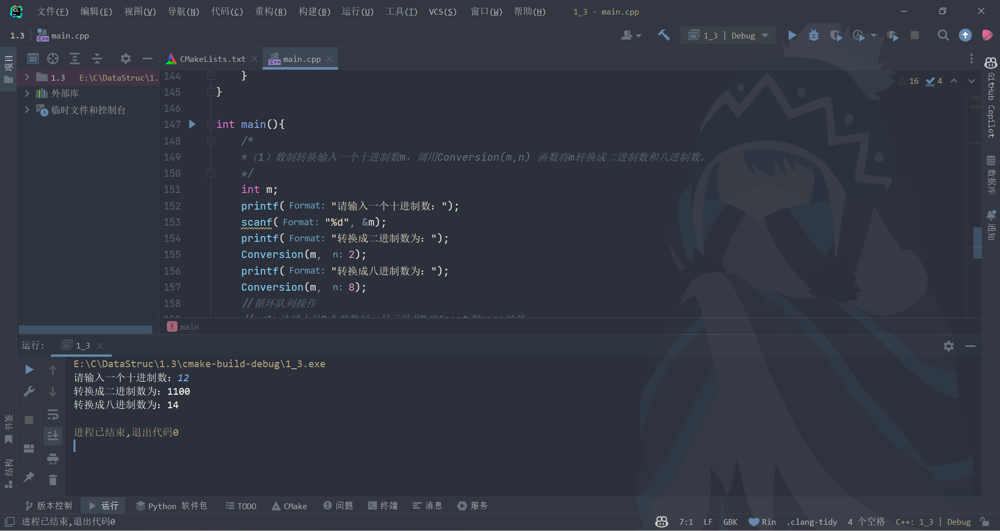 CL 文件(F) 编辑(E) 视图(V) 导航(N) 代码(C) 重构(R) 构建(B) 运行(U) 工具(T) VCS(S) 窗口(W) 帮助(H) 1_3 - main.cpp
1.3 C++ main.cpp 1_3 | Debug
项目
CMakeLists.txt C++ main.cpp
1.3 E:\C\DataStruc\1.
外部库
临时文件和控制台
16 4
144 }
145 }
146
147 int main(){
148 /*
149 * （1）数制转换输入一个十进制数m, 调用Conversion(m,n) 函数将m转换成二进制数和八进制数。
150 */
151 int m;
152 printf( Format: "请输入一个十进制数: ");
153 scanf( Format: "%d", &m);
154 printf( Format: "转换成二进制数为: ");
155 Conversion(m, n: 2);
156 printf( Format: "转换成八进制数为: ");
157 Conversion(m, n: 8);
158 //循环队列操作
f main
GitHub Copilot
数据库
通知
运行: 1_3
E:\C\DataStruc\1.3\cmake-build-debug\1_3.exe
请输入一个十进制数: 12
转换成二进制数为: 1100
转换成八进制数为: 14
进程已结束,退出代码0
书签
结构
版本控制 运行 Python 软件包 TODO CMake 问题 终端 消息 服务
进程已结束,退出代码0 7:1 LF GBK Rin .clang-tidy 4 个空格 C++: 1_3 | Debug